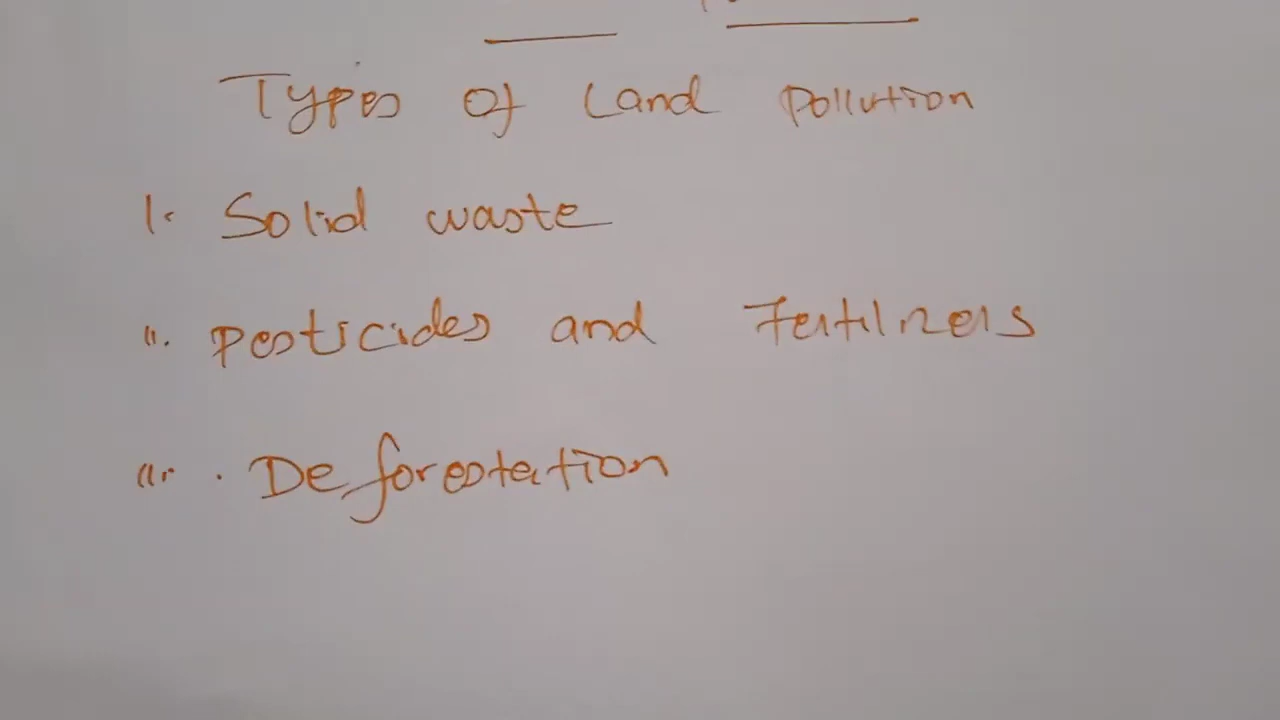 Types of Land Pollution
I. Solid waste
II. Pesticides and Fertilizers
III. Deforestation